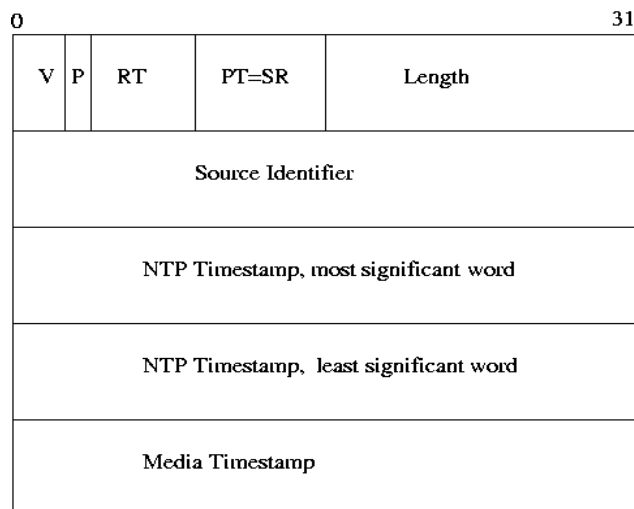 0 31
V P RT PT=SR Length
Source Identifier
NTP Timestamp, most significant word
NTP Timestamp, least significant word
Media Timestamp